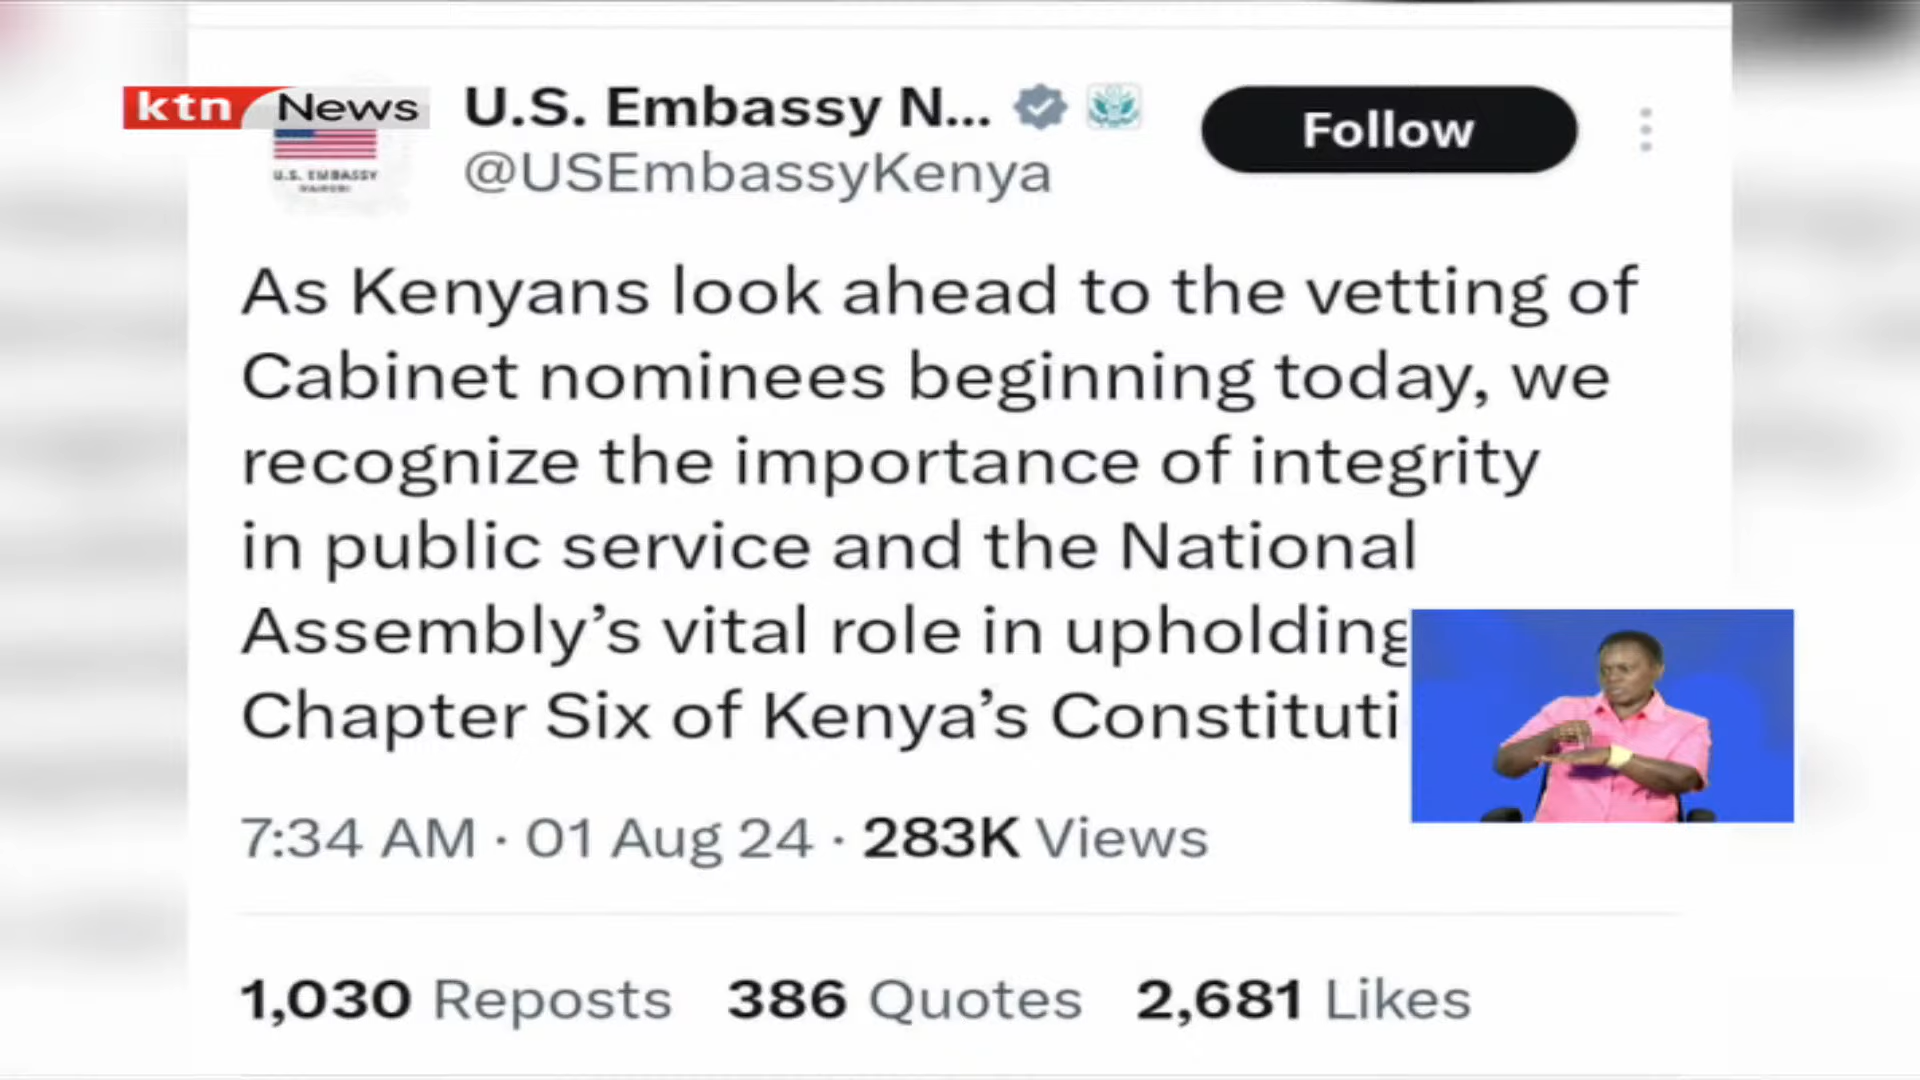 ktn News
U.S. Embassy N...
@USEmbassyKenya
Follow
U.S. EMBASSY
NAIROBI
As Kenyans look ahead to the vetting of
Cabinet nominees beginning today, we
recognize the importance of integrity
in public service and the National
Assembly’s vital role in upholding
Chapter Six of Kenya’s Constituti
7:34 AM · 01 Aug 24 · 283K Views
1,030 Reposts 386 Quotes 2,681 Likes